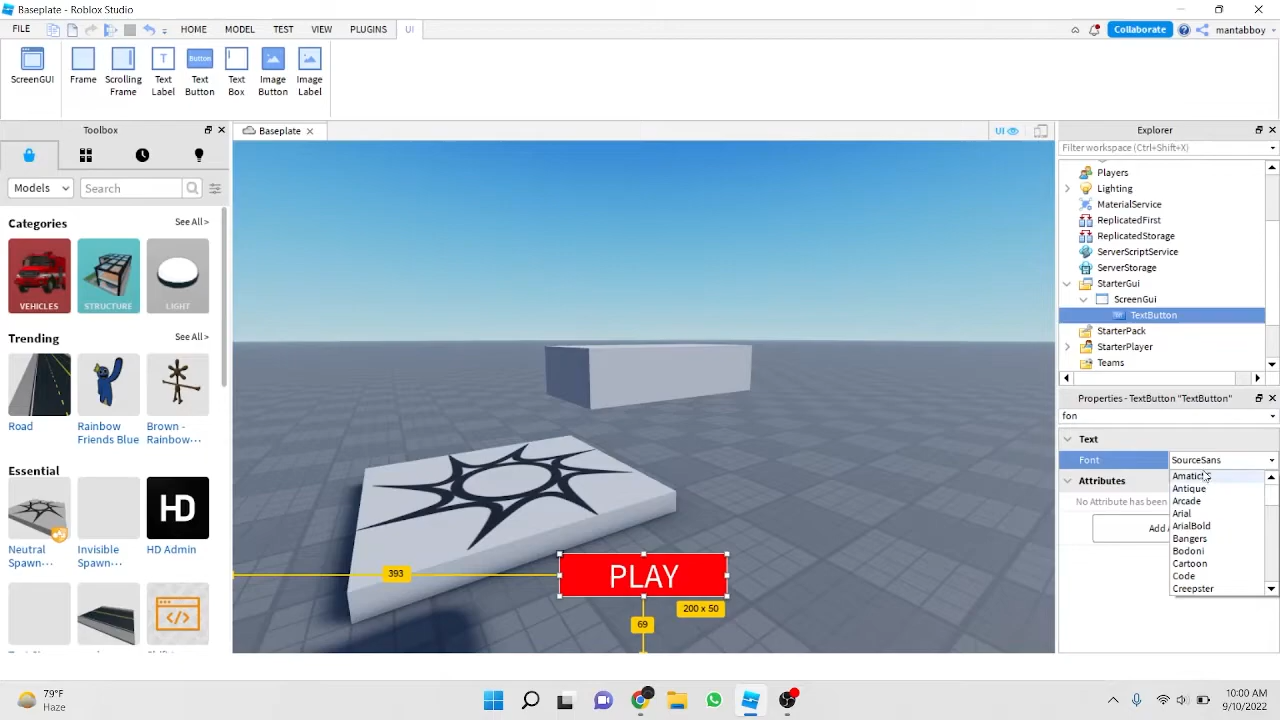 Baseplate - Roblox Studio
FILE HOME MODEL TEST VIEW PLUGINS UI Collaborate mantabboy
ScreenGUI Frame Scrolling Frame Text Label Button Text Button Text Box Image Button Image Label
Toolbox
Baseplate
UI
Explorer
Filter workspace (Ctrl+Shift+X)
Models
Search
Categories
See All >
VEHICLES
STRUCTURE
LIGHT
Trending
See All >
Road
Rainbow Friends Blue
Brown - Rainbow···
Essential
HD
Neutral Spawn···
Invisible Spawn···
HD Admin
PLAY
393
200 x 50
69
Players
Lighting
MaterialService
ReplicatedFirst
ReplicatedStorage
ServerScriptService
ServerStorage
StarterGui
ScreenGui
TextButton
StarterPack
StarterPlayer
Teams
Properties - TextButton "TextButton"
fon
Text
Font SourceSans
Attributes
No Attribute has been
Amatic
Antique
Arcade
Arial
ArialBold
Bangers
Bodoni
Cartoon
Code
Creepster
79°F
Haze
10:00 AM
9/10/2022